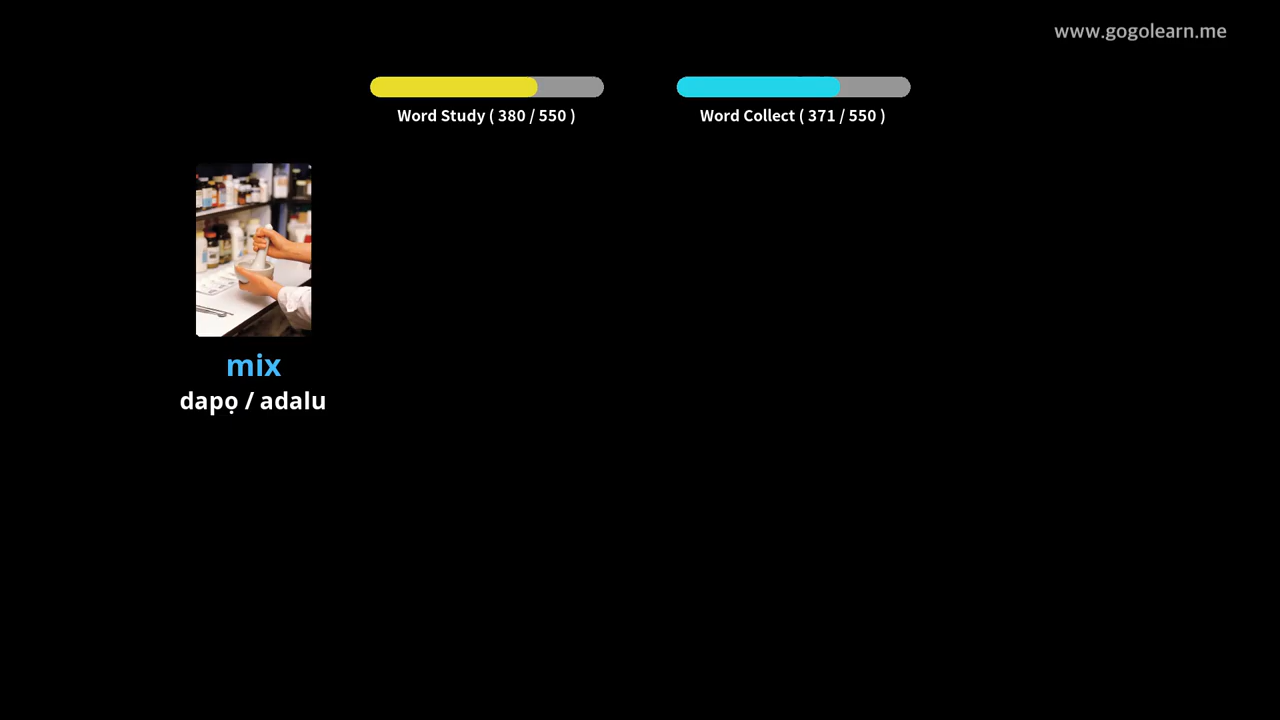 www.gogolearn.me
Word Study ( 380 / 550 )
Word Collect ( 371 / 550 )
mix
dapọ / adalu